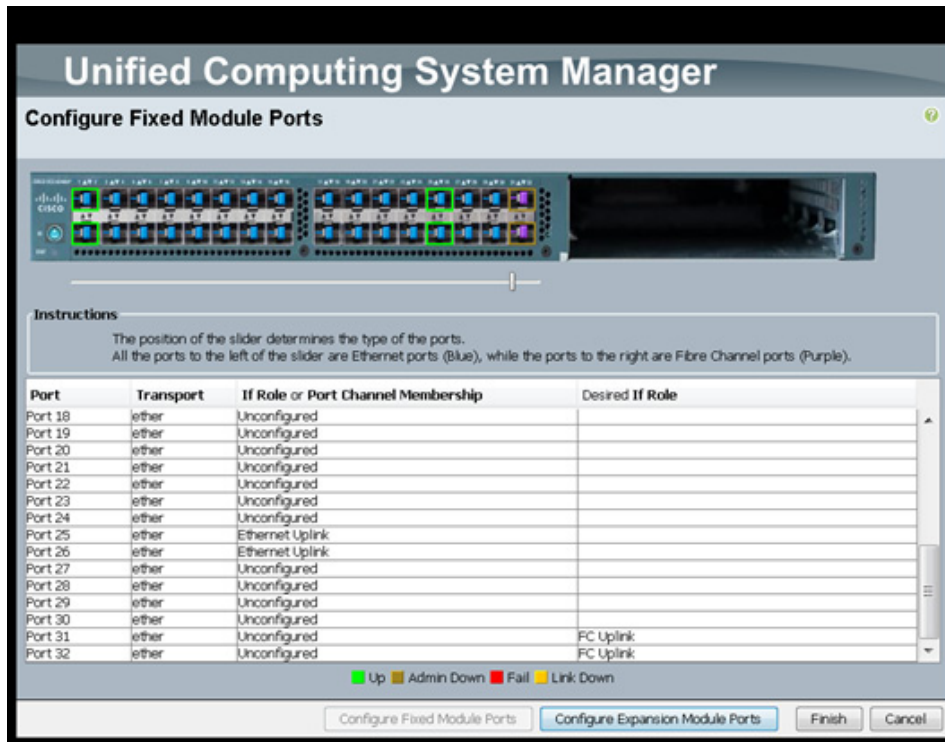 Unified Computing System Manager
Configure Fixed Module Ports
CISCO
Instructions
The position of the slider determines the type of the ports.
All the ports to the left of the slider are Ethernet ports (Blue), while the ports to the right are Fibre Channel ports (Purple).
Port Transport If Role or Port Channel Membership Desired If Role
Port 18 ether Unconfigured
Port 19 ether Unconfigured
Port 20 ether Unconfigured
Port 21 ether Unconfigured
Port 22 ether Unconfigured
Port 23 ether Unconfigured
Port 24 ether Unconfigured
Port 25 ether Ethernet Uplink
Port 26 ether Ethernet Uplink
Port 27 ether Unconfigured
Port 28 ether Unconfigured
Port 29 ether Unconfigured
Port 30 ether Unconfigured
Port 31 ether Unconfigured FC Uplink
Port 32 ether Unconfigured FC Uplink
Up Admin Down Fail Link Down
Configure Fixed Module Ports Configure Expansion Module Ports Finish Cancel